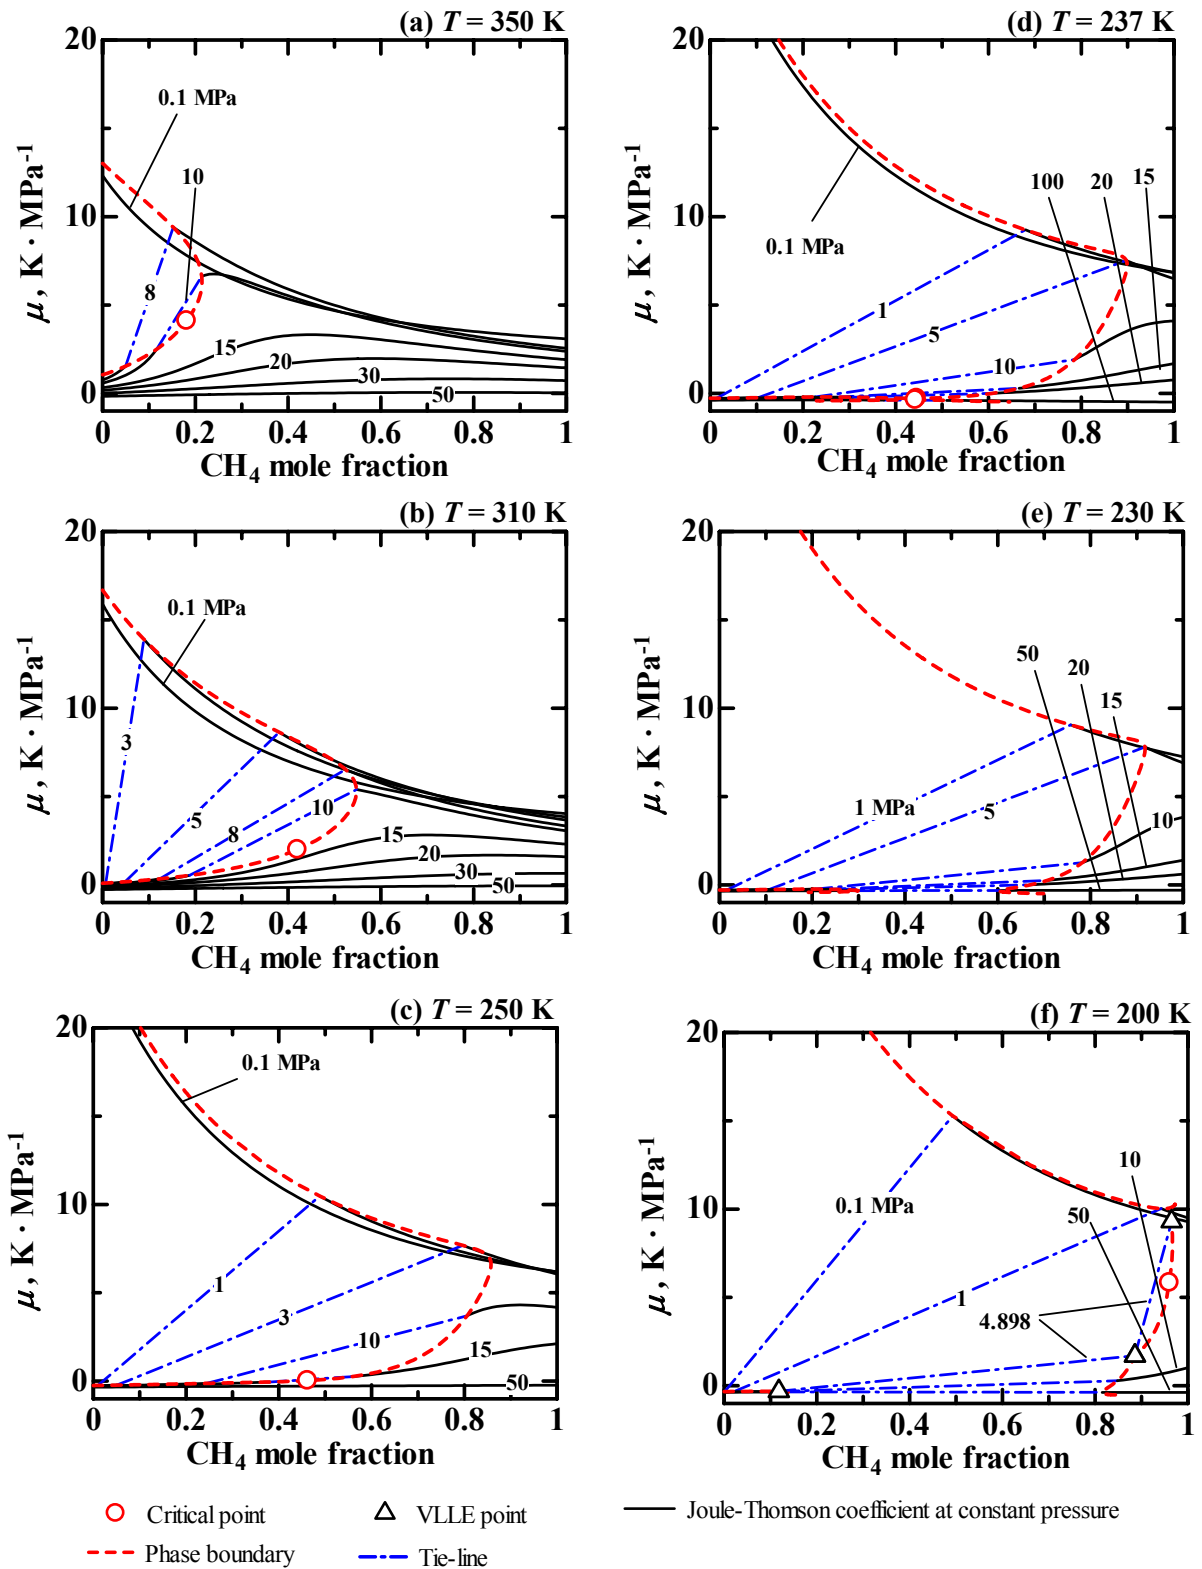 (a) T = 350 K
20
10
0
μ, K · MPa-1
0.1 MPa
10
8
15
20
30
50
0 0.2 0.4 0.6 0.8 1
CH4 mole fraction
(b) T = 310 K
20
10
0
μ, K · MPa-1
0.1 MPa
3
5
8
10
15
20
30
50
0 0.2 0.4 0.6 0.8 1
CH4 mole fraction
(c) T = 250 K
20
10
0
μ, K · MPa-1
0.1 MPa
1
3
10
15
50
0 0.2 0.4 0.6 0.8 1
CH4 mole fraction
(d) T = 237 K
20
10
0
μ, K · MPa-1
0.1 MPa
100 20 15
1
5
10
0 0.2 0.4 0.6 0.8 1
CH4 mole fraction
(e) T = 230 K
20
10
0
μ, K · MPa-1
50 20 15
10
1 MPa
5
0 0.2 0.4 0.6 0.8 1
CH4 mole fraction
(f) T = 200 K
20
10
0
μ, K · MPa-1
0.1 MPa
50 10
1
4.898
0 0.2 0.4 0.6 0.8 1
CH4 mole fraction
Critical point VLLE point Joule-Thomson coefficient at constant pressure
Phase boundary Tie-line